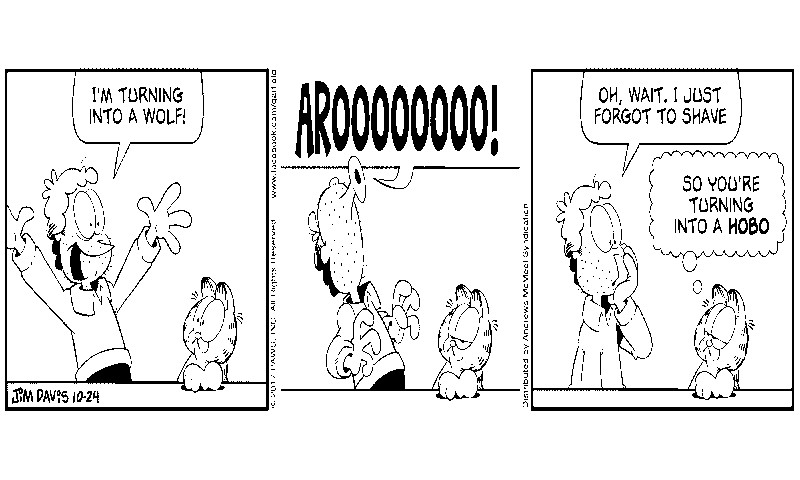 I'M TURNING
INTO A WOLF!
JIM DAVIS 10-24
AROOOOOOOO!
www.facebook.com/garfield
© 2017 PAWS, INC. All Rights Reserved.
OH, WAIT. I JUST
FORGOT TO SHAVE
SO YOU'RE
TURNING
INTO A HOBO
Distributed by Andrews McMeel Syndication